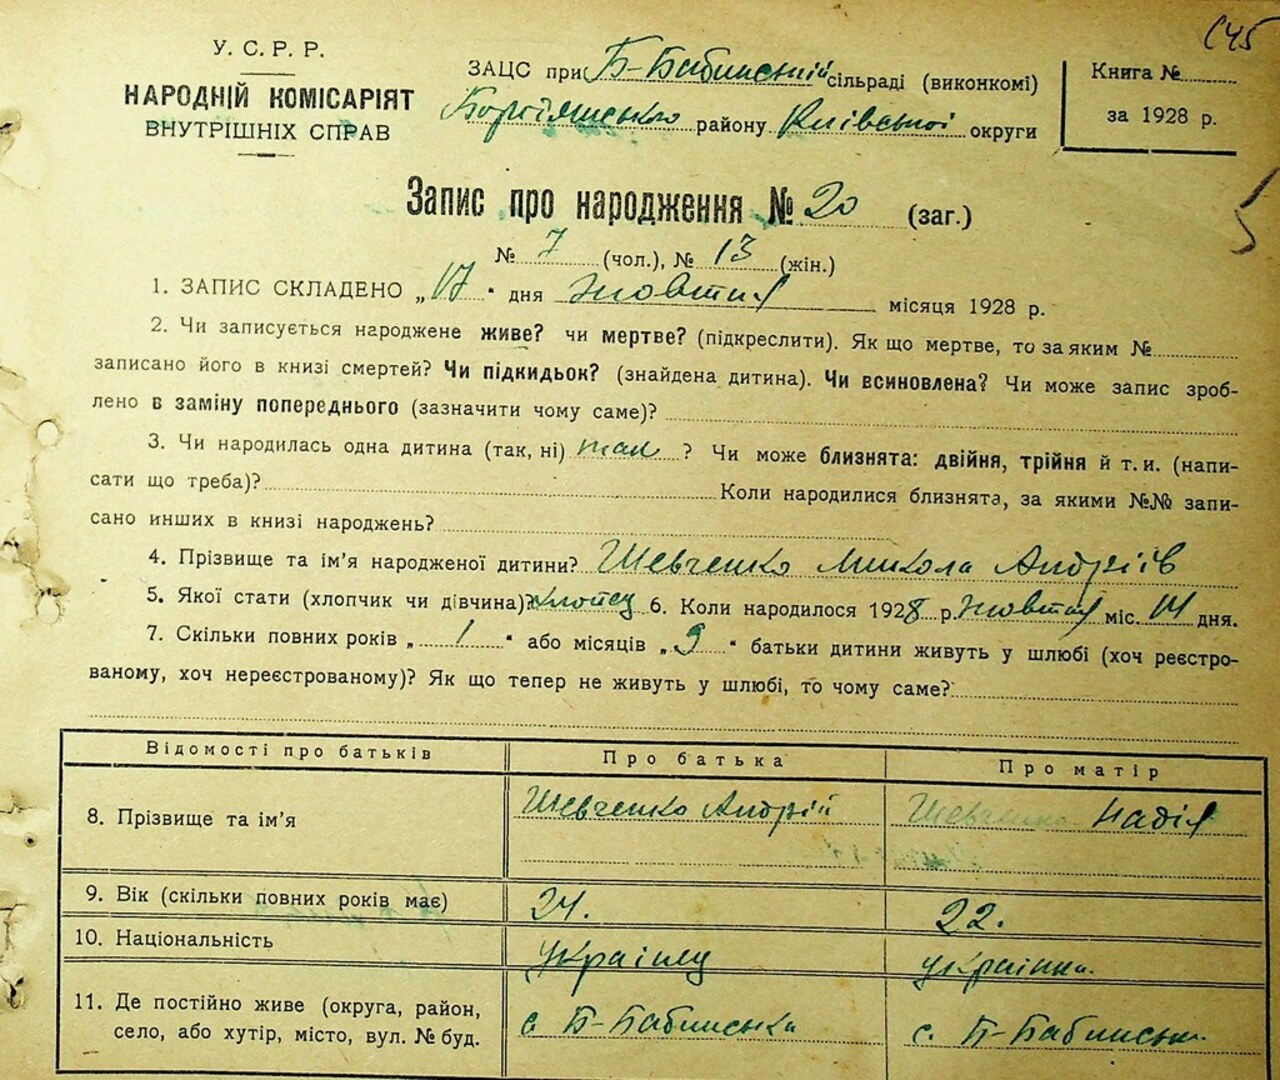 С45
У. С. Р. Р.
НАРОДНІЙ КОМІСАРІЯТ
ВНУТРІШНІХ СПРАВ
ЗАЦС при Б-Бабинській сільраді (виконкомі)
району Київської округи
Книга №
за 1928 р.
Запис про народження № 20 (заг.)
№ 7 (чол.), № 13 (жін.)
1. ЗАПИС СКЛАДЕНО „17" дня Жовтня місяця 1928 р.
2. Чи записується народжене живе? чи мертве? (підкреслити). Як що мертве, то за яким №
записано його в книзі смертей? Чи підкидьок? (знайдена дитина). Чи всиновлена? Чи може запис зроб-
лено в заміну попереднього (зазначити чому саме)?
3. Чи народилась одна дитина (так, ні) так ? Чи може близнята: двійня, трійня й т. и. (напи-
сати що треба)? Коли народилися близнята, за якими №№ запи-
сано инших в книзі народжень?
4. Прізвище та ім'я народженої дитини? Шевченко Микола Андріїв
5. Якої стати (хлопчик чи дівчина)? хлопец 6. Коли народилося 1928 р. Жовтня міс. 14 дня.
7. Скільки повних років „ 1 " або місяців „ 9 " батьки дитини живуть у шлюбі (хоч реєстро-
ваному, хоч нереєстрованому)? Як що тепер не живуть у шлюбі, то чому саме?
Відомості про батьків Про батька Про матір
8. Прізвище та ім'я Шевченко Андрій Шевченко Надія
9. Вік (скільки повних років має) 24. 22.
10. Національність українец українка.
11. Де постійно живе (округа, район,
село, або хутір, місто, вул. № буд. с. Б-Бабинська с. Б-Бабинськ.